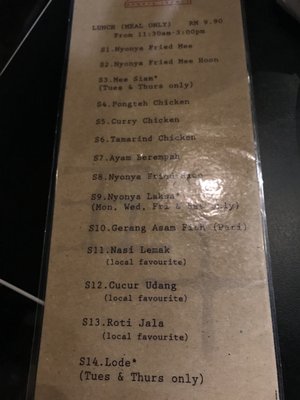 LUNCH (MEAL ONLY) RM 9.90
From 11:30am-3:00pm
S1.Nyonya Fried Mee
S2.Nyonya Fried Mee Hoon
S3.Mee Siam*
(Tues & Thurs only)
S4.Pongteh Chicken
S5.Curry Chicken
S6.Tamarind Chicken
S7.Ayam Berempah
S8.Nyonya Fried
S9.Nyonya Laksa*
(Mon, Wed, Fri & only)
S10.Gerang Asam Fish (Pari)
S11.Nasi Lemak
(local favourite)
S12.Cucur Udang
(local favourite)
S13.Roti Jala
(local favourite)
S14.Lode*
(Tues & Thurs only)